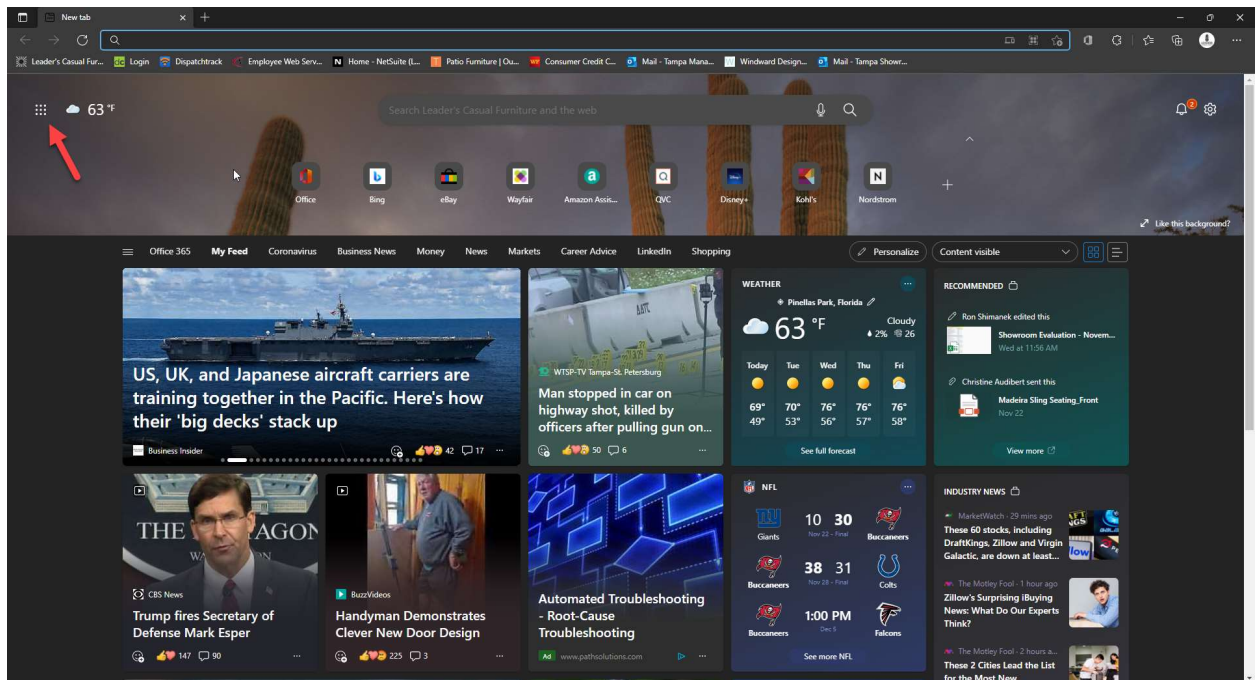 New tab
Leader's Casual Fur...
Login
Dispatchtrack
Employee Web Serv...
Home - NetSuite (L...
Patio Furniture | Ou...
Consumer Credit C...
Mail - Tampa Mana...
Windward Design...
Mail - Tampa Showr...
63 °F
Search Leader's Casual Furniture and the web
2
Office
Bing
eBay
Wayfair
Amazon Assis...
QVC
Disney+
Kohl's
Nordstrom
Like this background?
Office 365
My Feed
Coronavirus
Business News
Money
News
Markets
Career Advice
LinkedIn
Shopping
Personalize
Content visible
US, UK, and Japanese aircraft carriers are
training together in the Pacific. Here's how
their 'big decks' stack up
Business Insider
42
17
WTSP-TV Tampa-St. Petersburg
Man stopped in car on
highway shot, killed by
officers after pulling gun on...
50
6
WEATHER
Pinellas Park, Florida
63 °F
Cloudy
2% 26
Today Tue Wed Thu Fri
69° 70° 76° 76° 76°
49° 53° 56° 57° 58°
See full forecast
RECOMMENDED
Ron Shimanek edited this
Showroom Evaluation - Novem...
Wed at 11:56 AM
Christine Audibert sent this
Madeira Sling Seating_Front
Nov 22
View more
THE
AGON
CBS News
Trump fires Secretary of
Defense Mark Esper
147
90
BuzzVideos
Handyman Demonstrates
Clever New Door Design
225
3
Automated Troubleshooting
- Root-Cause
Troubleshooting
Ad www.pathsolutions.com
NFL
10 30
Giants Nov 22 - Final Buccaneers
38 31
Buccaneers Nov 28 - Final Colts
1:00 PM
Buccaneers Dec 5 Falcons
See more NFL
INDUSTRY NEWS
MarketWatch · 29 mins ago
These 60 stocks, including
DraftKings, Zillow and Virgin
Galactic, are down at least...
The Motley Fool · 1 hour ago
Zillow's Surprising iBuying
News: What Do Our Experts
Think?
The Motley Fool · 2 hours a...
These 2 Cities Lead the List
for the Most New